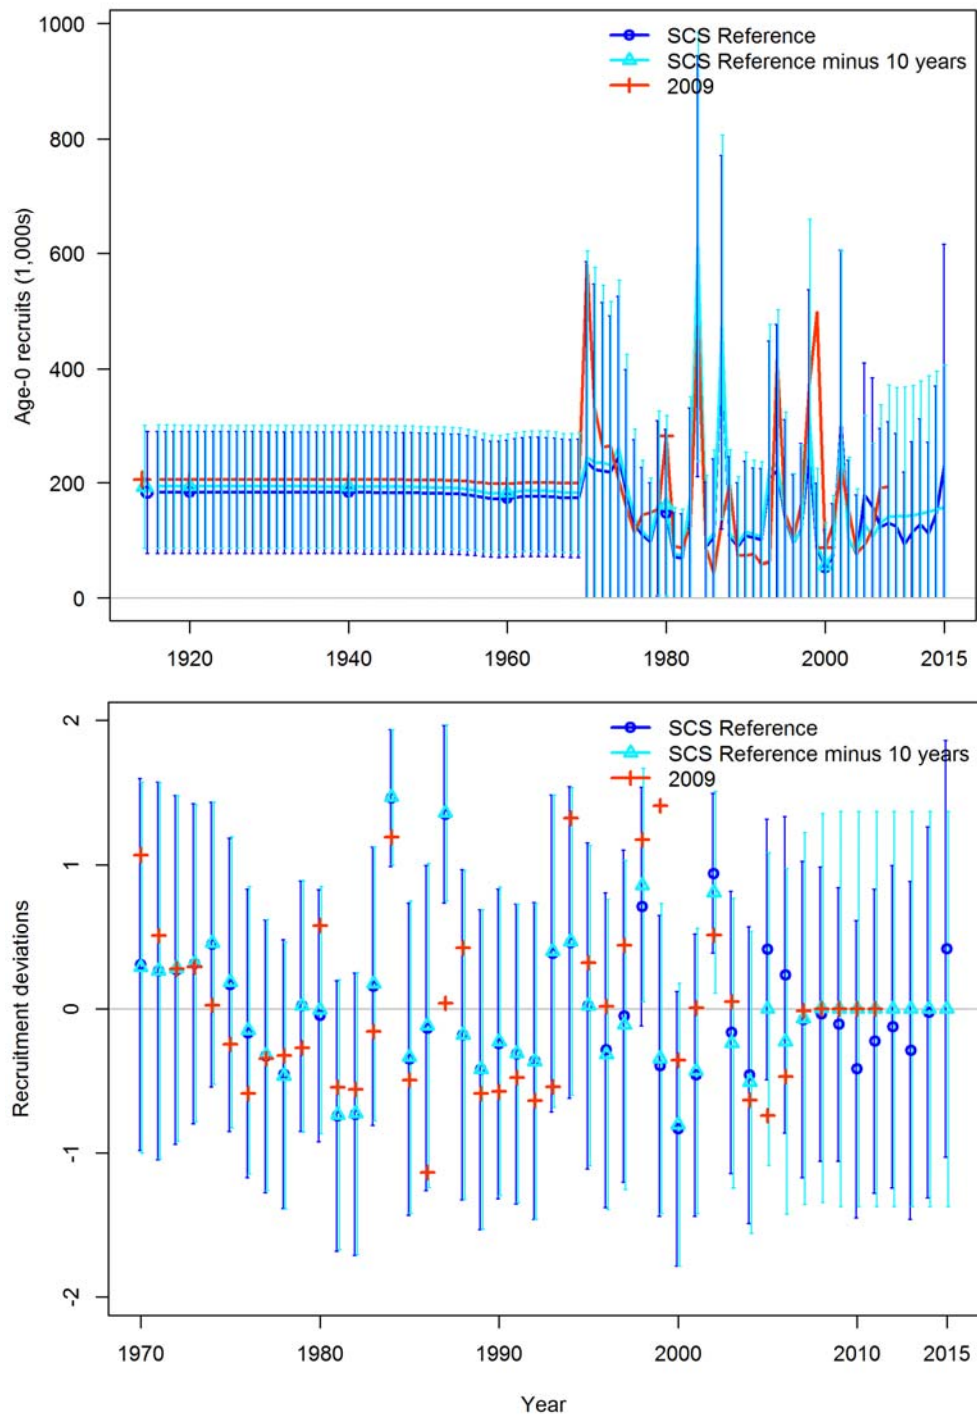 1000
800
600
400
200
0
Age-0 recruits (1,000s)
SCS Reference
SCS Reference minus 10 years
2009
1920 1940 1960 1980 2000 2015
2
1
0
-1
-2
Recruitment deviations
SCS Reference
SCS Reference minus 10 years
2009
1970 1980 1990 2000 2010 2015
Year